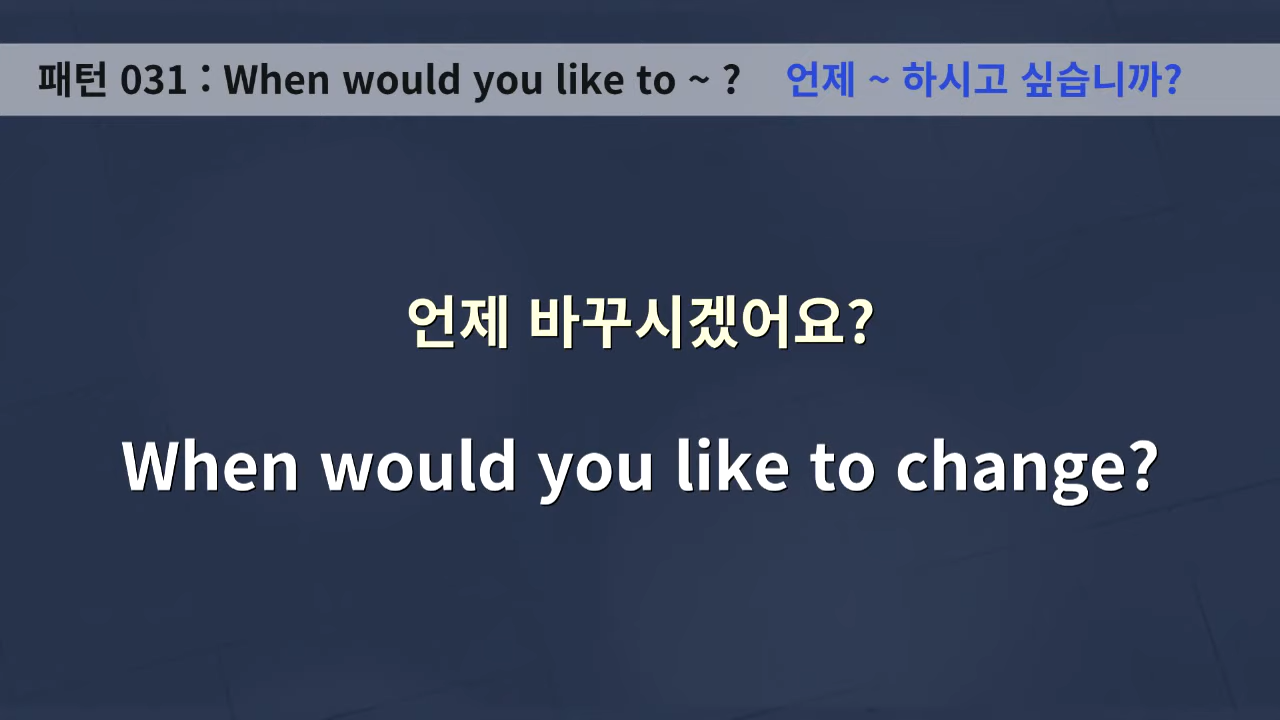 패턴 031 : When would you like to ~ ? 언제 ~ 하시고 싶습니까?
언제 바꾸시겠어요?
When would you like to change?